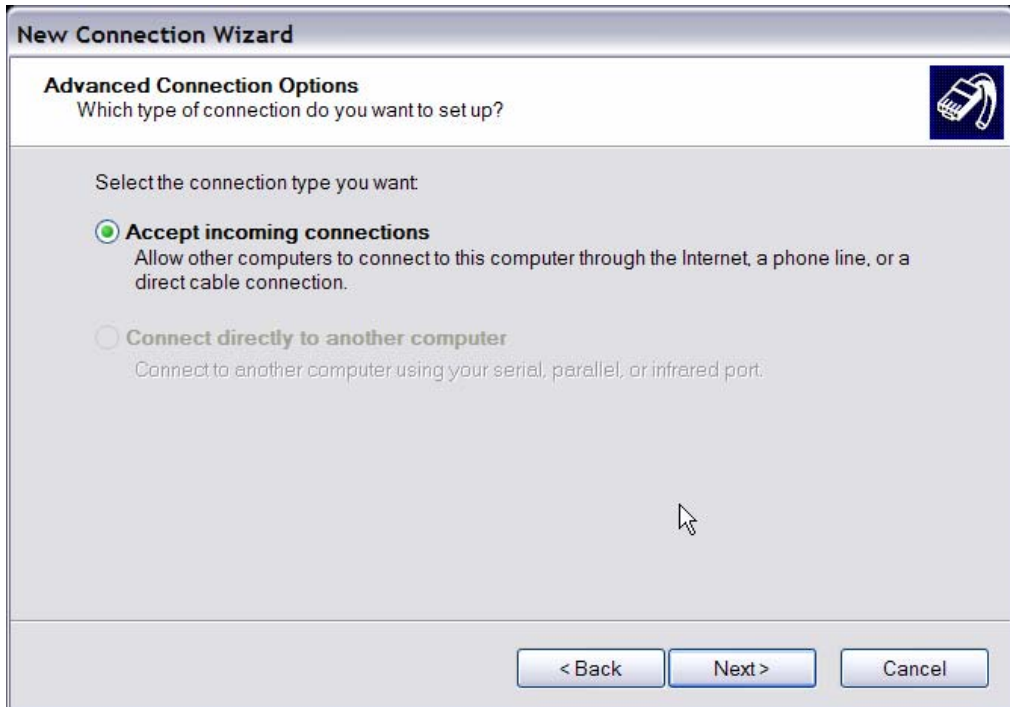 New Connection Wizard
Advanced Connection Options
Which type of connection do you want to set up?
Select the connection type you want:
Accept incoming connections
Allow other computers to connect to this computer through the Internet, a phone line, or a
direct cable connection.
Connect directly to another computer
Connect to another computer using your serial, parallel, or infrared port.
< Back
Next >
Cancel